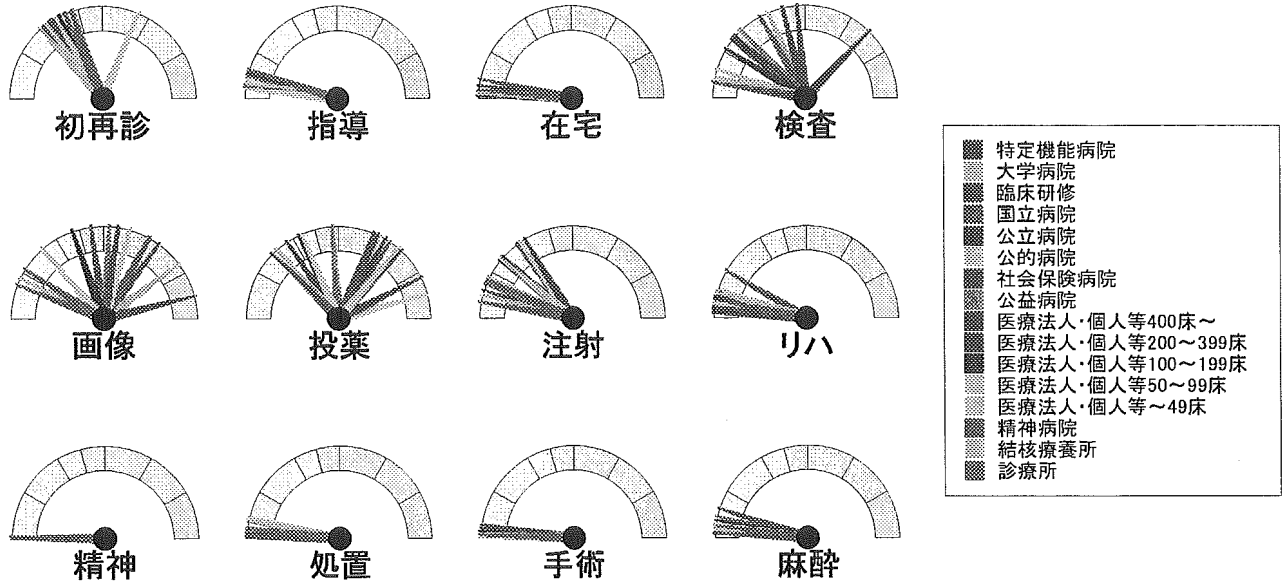 初再診
指導
在宅
検査
画像
投薬
注射
リハ
精神
処置
手術
麻酔
特定機能病院
大学病院
臨床研修
国立病院
公立病院
公的病院
社会保険病院
公益病院
医療法人・個人等400床～
医療法人・個人等200～399床
医療法人・個人等100～199床
医療法人・個人等50～99床
医療法人・個人等～49床
精神病院
結核療養所
診療所